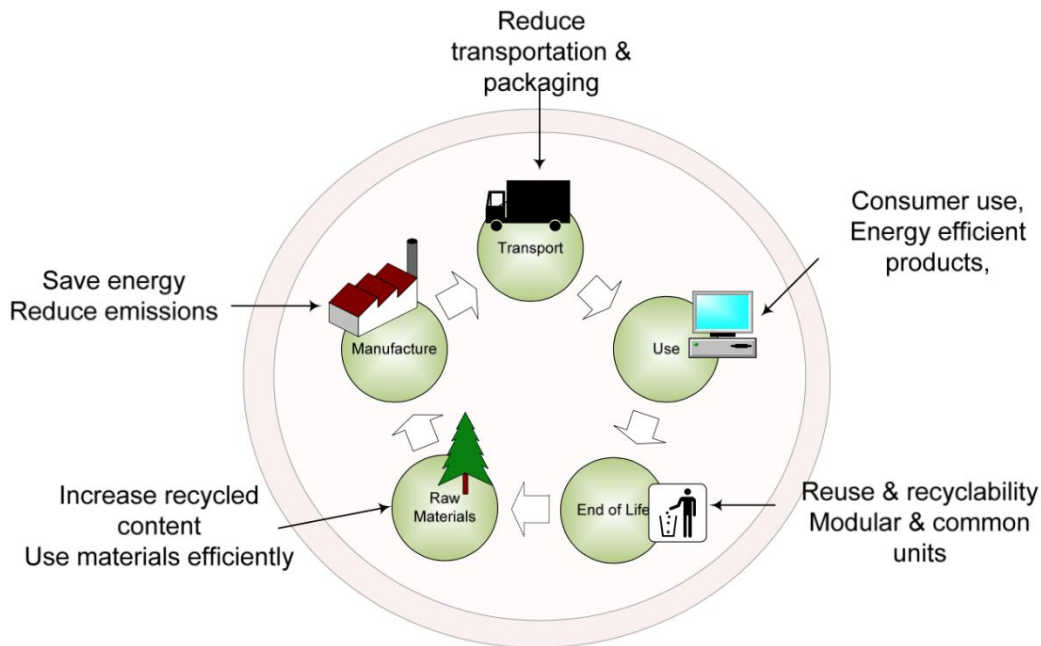 Reduce
transportation &
packaging
Transport
Consumer use,
Energy efficient
products,
Save energy
Reduce emissions
Manufacture
Use
Increase recycled
content
Use materials efficiently
Raw
Materials
End of Life
Reuse & recyclability
Modular & common
units